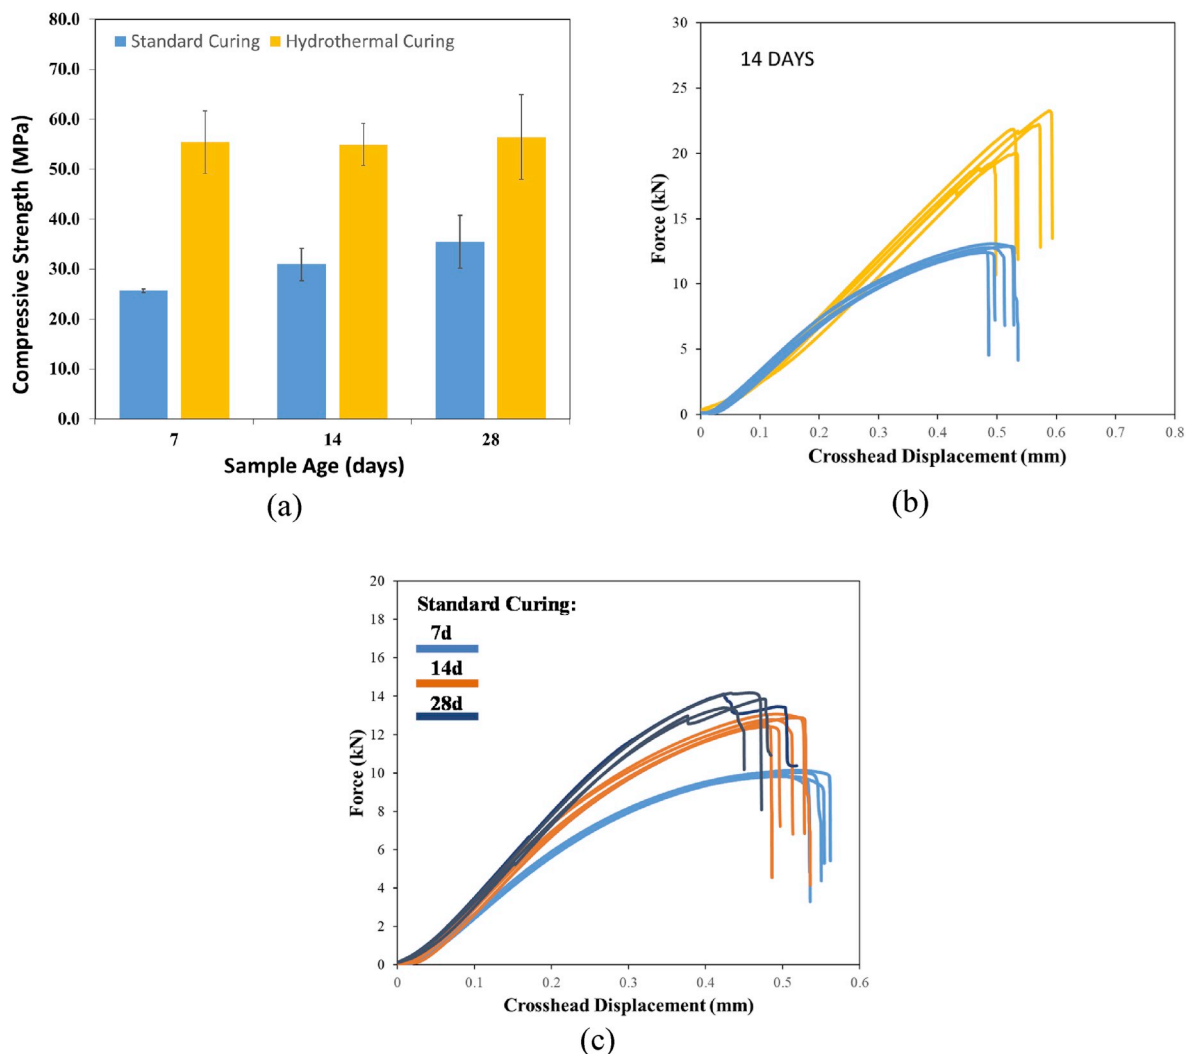 80.0
70.0
60.0
50.0
40.0
30.0
20.0
10.0
0.0
Compressive Strength (MPa)
Standard Curing Hydrothermal Curing
7 14 28
Sample Age (days)
(a)
30
25
20
15
10
5
0
Force (kN)
14 DAYS
0 0.1 0.2 0.3 0.4 0.5 0.6 0.7 0.8
Crosshead Displacement (mm)
(b)
20
18
16
14
12
10
8
6
4
2
0
Force (kN)
Standard Curing:
7d
14d
28d
0 0.1 0.2 0.3 0.4 0.5 0.6
Crosshead Displacement (mm)
(c)